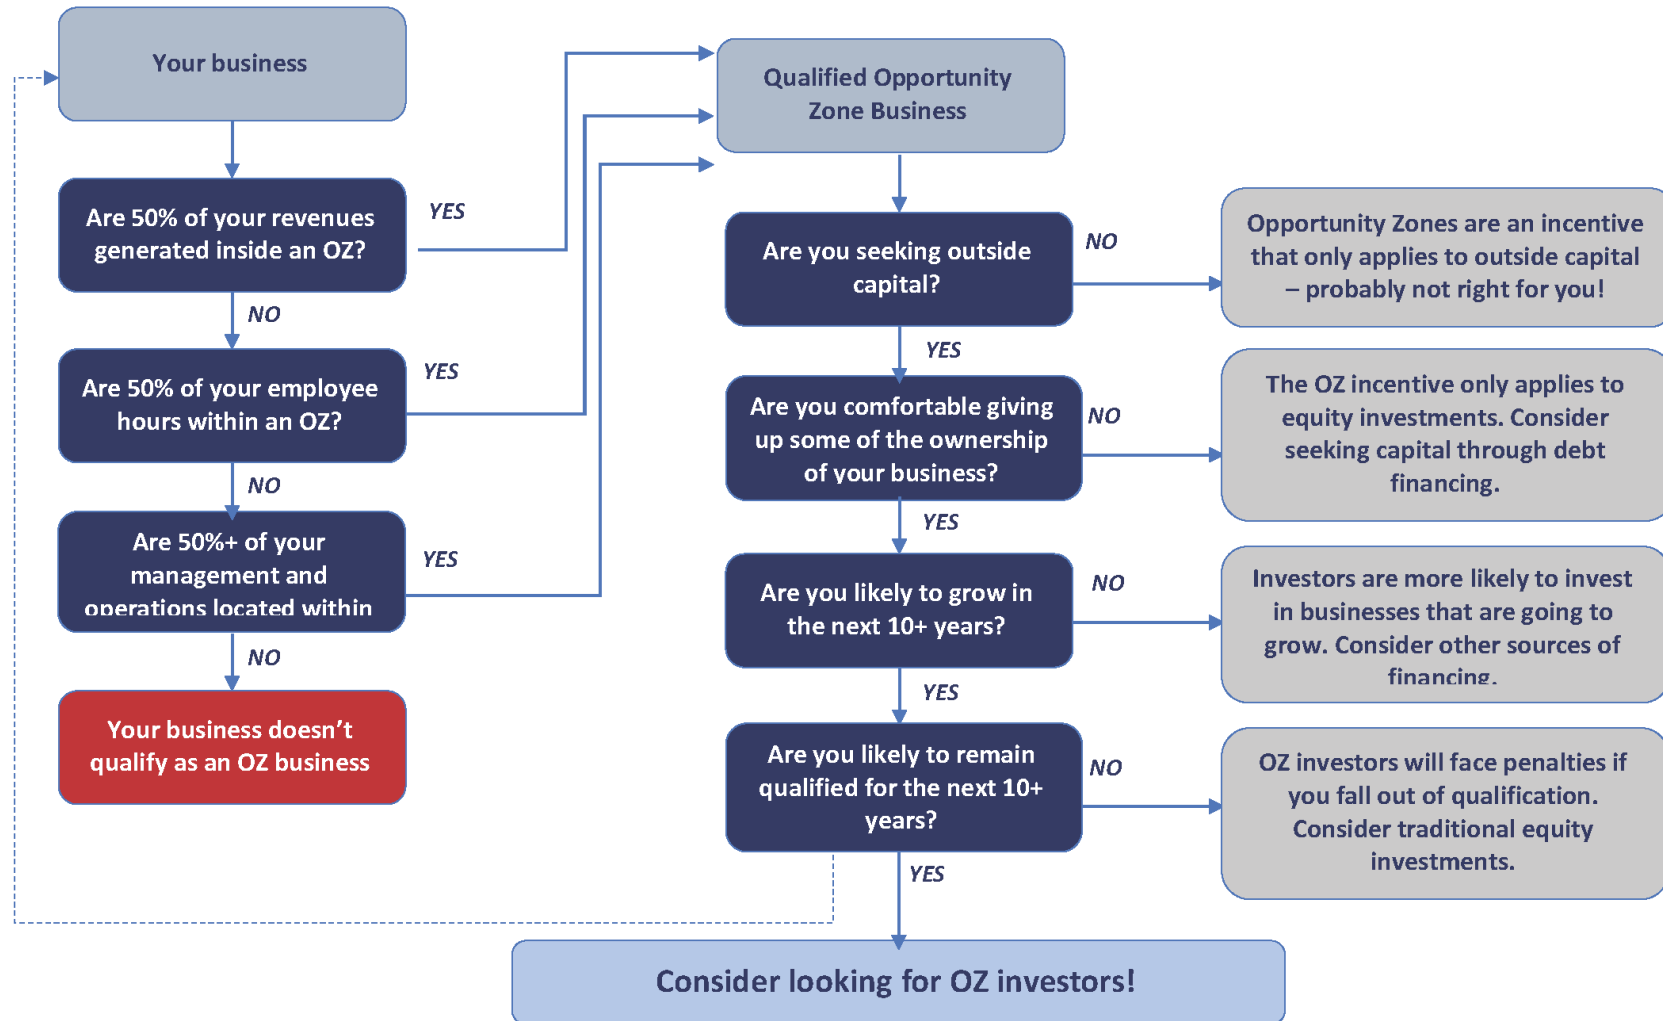 Your business
Are 50% of your revenues
generated inside an OZ?
YES
NO
Are 50% of your employee
hours within an OZ?
YES
NO
Are 50%+ of your
management and
operations located within
YES
NO
Your business doesn’t
qualify as an OZ business
Qualified Opportunity
Zone Business
Are you seeking outside
capital?
NO
Opportunity Zones are an incentive
that only applies to outside capital
– probably not right for you!
YES
Are you comfortable giving
up some of the ownership
of your business?
NO
The OZ incentive only applies to
equity investments. Consider
seeking capital through debt
financing.
YES
Are you likely to grow in
the next 10+ years?
NO
Investors are more likely to invest
in businesses that are going to
grow. Consider other sources of
financing.
YES
Are you likely to remain
qualified for the next 10+
years?
NO
OZ investors will face penalties if
you fall out of qualification.
Consider traditional equity
investments.
YES
Consider looking for OZ investors!